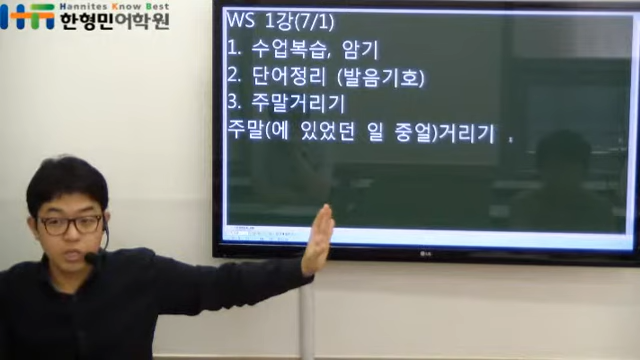 Hannites Know Best
한형민어학원
WS 1강(7/1)
1. 수업복습, 암기
2. 단어정리 (발음기호)
3. 주말거리기
주말(에 있었던 일 중얼)거리기 .
LG